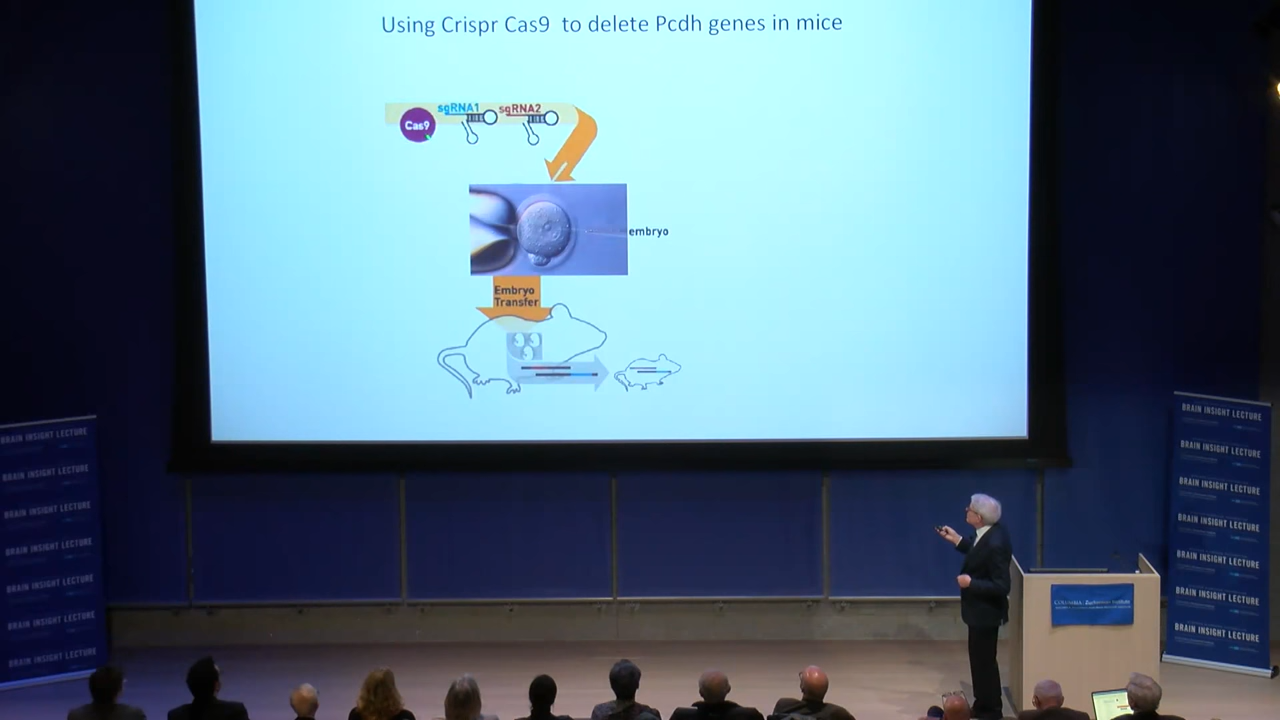 Using Crispr Cas9 to delete Pcdh genes in mice
sgRNA1 sgRNA2
Cas9
embryo
Embryo
Transfer
BRAIN INSIGHT LECTURE
BRAIN INSIGHT LECTURE
BRAIN INSIGHT LECTURE
BRAIN INSIGHT LECTURE
BRAIN INSIGHT LECTURE
BRAIN INSIGHT LECTURE
BRAIN INSIGHT LECTURE
BRAIN INSIGHT LECTURE
BRAIN INSIGHT LECTURE
BRAIN INSIGHT LECTURE
BRAIN INSIGHT LECTURE
BRAIN INSIGHT LECTURE
BRAIN INSIGHT LECTURE
BRAIN INSIGHT LECTURE
COLUMBIA Zuckerman Institute